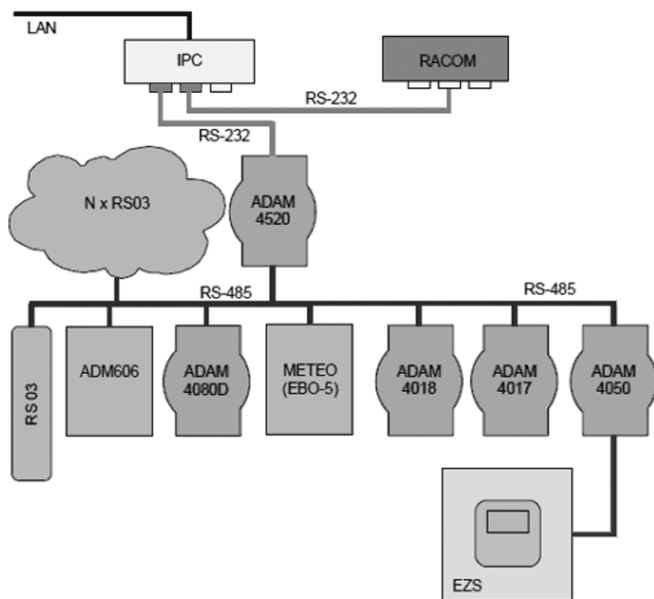 LAN
IPC
RACOM
RS-232
RS-232
N x RS03
ADAM
4520
RS-485
RS-485
RS 03
ADM606
ADAM
4080D
METEO
(EBO-5)
ADAM
4018
ADAM
4017
ADAM
4050
EZS